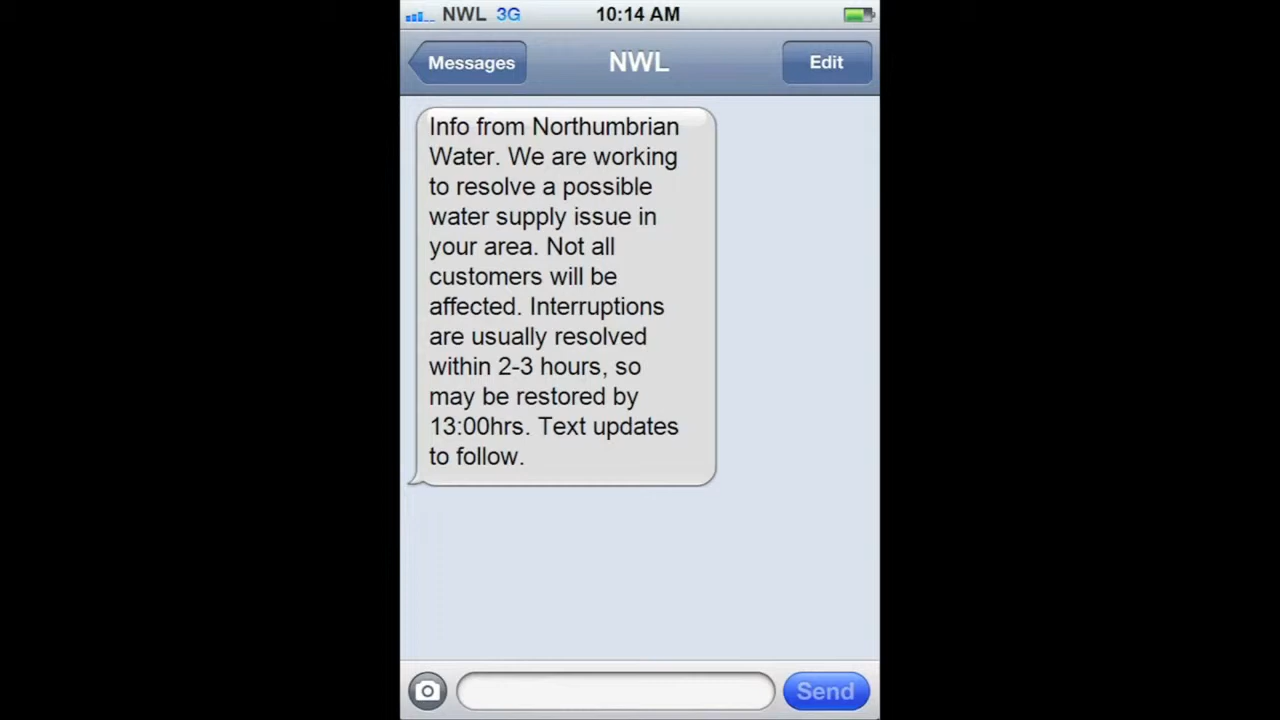 NWL 3G 10:14 AM
Messages NWL Edit
Info from Northumbrian
Water. We are working
to resolve a possible
water supply issue in
your area. Not all
customers will be
affected. Interruptions
are usually resolved
within 2-3 hours, so
may be restored by
13:00hrs. Text updates
to follow.
Send